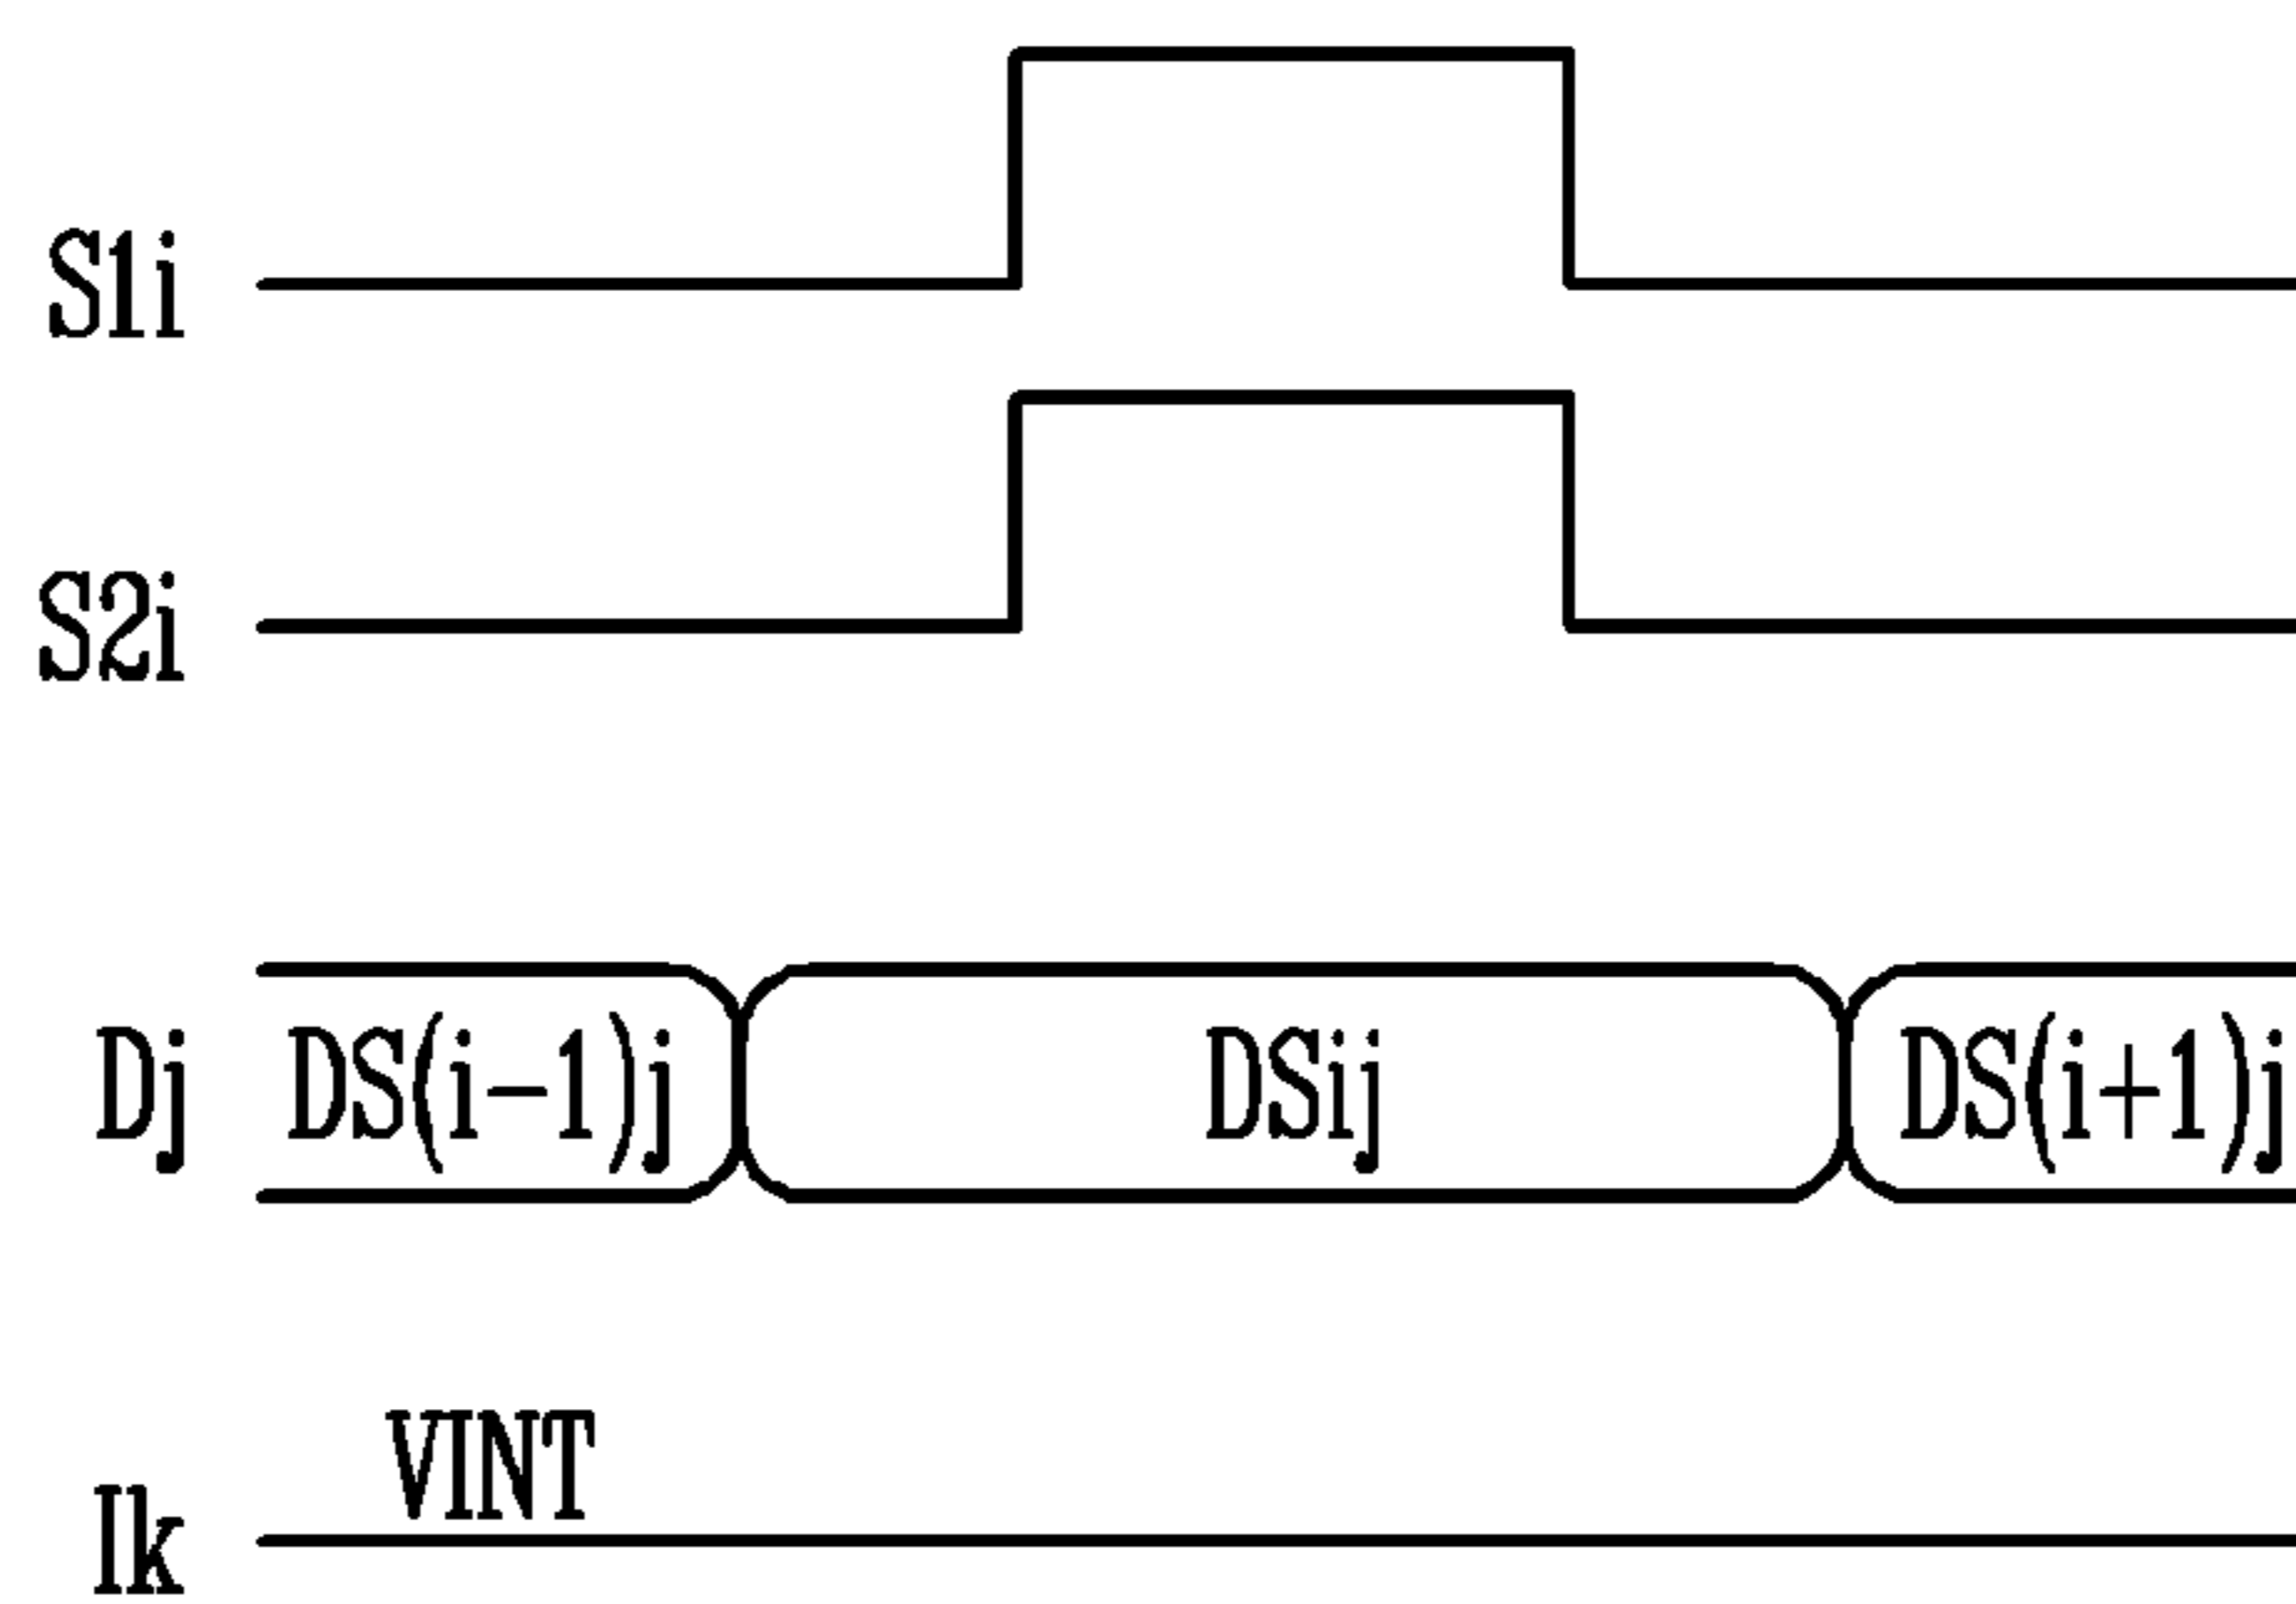 S1i
S2i
Dj DS(i-1)j DSij DS(i+1)j
VINT
Ik